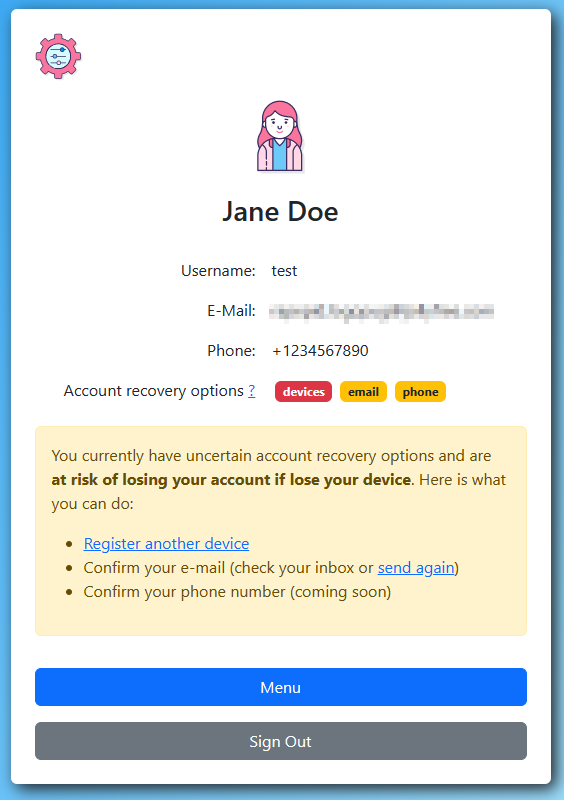 Jane Doe
Username: test
E-Mail:
Phone: +1234567890
Account recovery options ? devices email phone
You currently have uncertain account recovery options and are
at risk of losing your account if lose your device. Here is what
you can do:
• Register another device
• Confirm your e-mail (check your inbox or send again)
• Confirm your phone number (coming soon)
Menu
Sign Out